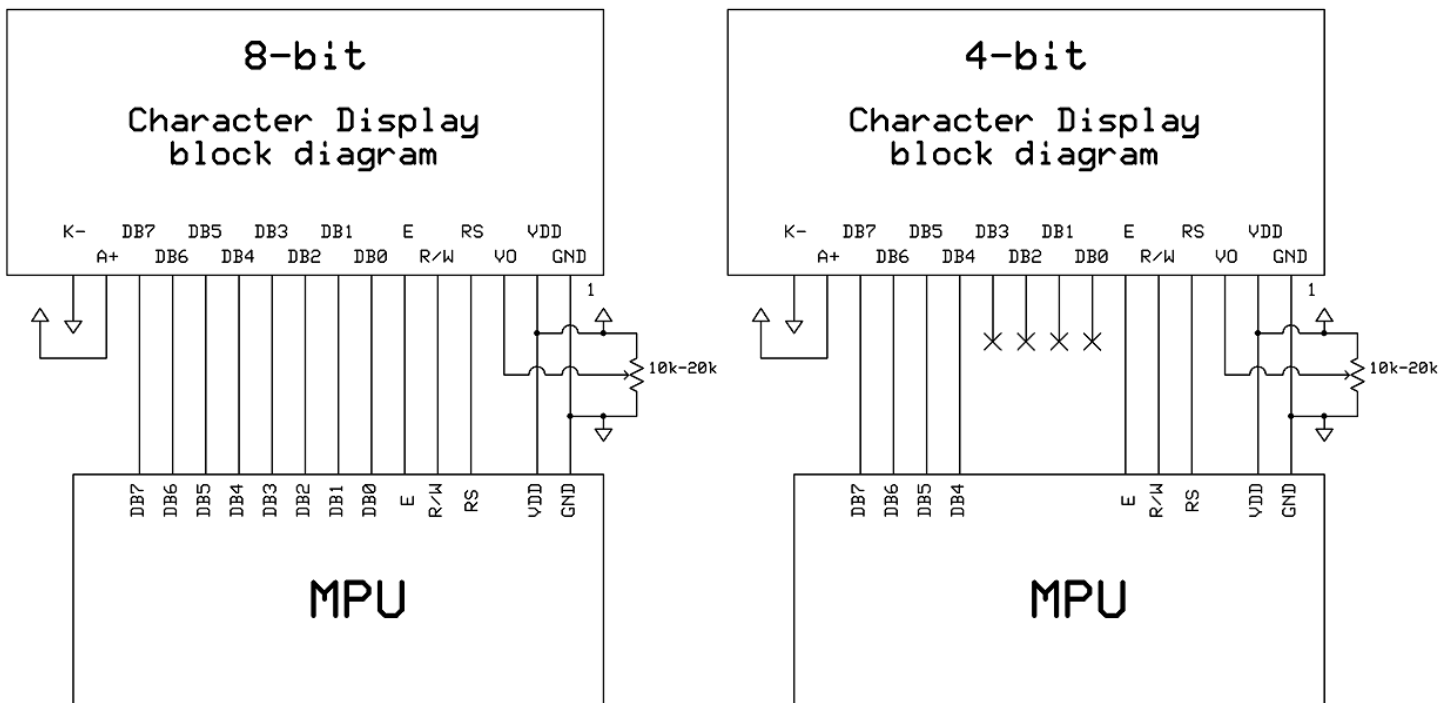 8-bit
Character Display
block diagram
K- DB7 DB5 DB3 DB1 E RS VDD
A+ DB6 DB4 DB2 DB0 R/W VO GND
1
10k-20k
DB7 DB6 DB5 DB4 DB3 DB2 DB1 DB0 E R/W RS VDD GND
MPU
4-bit
Character Display
block diagram
K- DB7 DB5 DB3 DB1 E RS VDD
A+ DB6 DB4 DB2 DB0 R/W VO GND
1
10k-20k
DB7 DB6 DB5 DB4 E R/W RS VDD GND
MPU